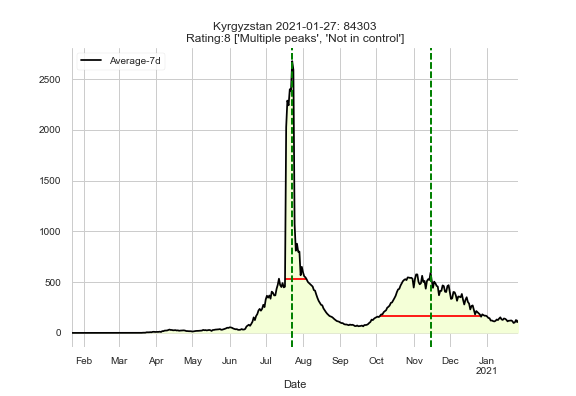 Kyrgyzstan 2021-01-27: 84303
Rating:8 ['Multiple peaks', 'Not in control']
Average-7d
2500
2000
1500
1000
500
0
Feb Mar Apr May Jun Jul Aug Sep Oct Nov Dec Jan
2021
Date